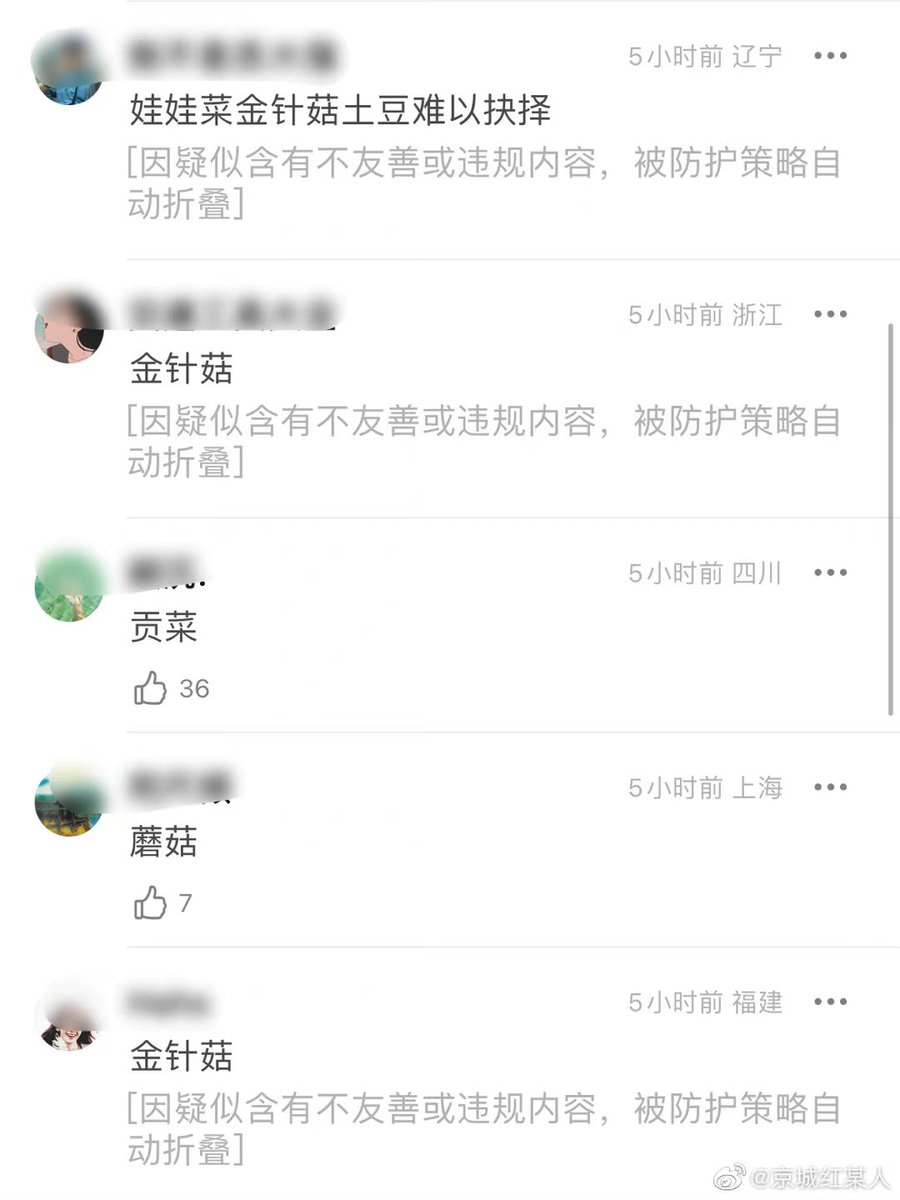 5小时前 辽宁
娃娃菜金针菇土豆难以抉择
[因疑似含有不友善或违规内容，被防护策略自
动折叠]
5小时前 浙江
金针菇
[因疑似含有不友善或违规内容，被防护策略自
动折叠]
5小时前 四川
贡菜
36
5小时前 上海
蘑菇
7
5小时前 福建
金针菇
[因疑似含有不友善或违规内容，被防护策略自
动折叠]
@京城红某人